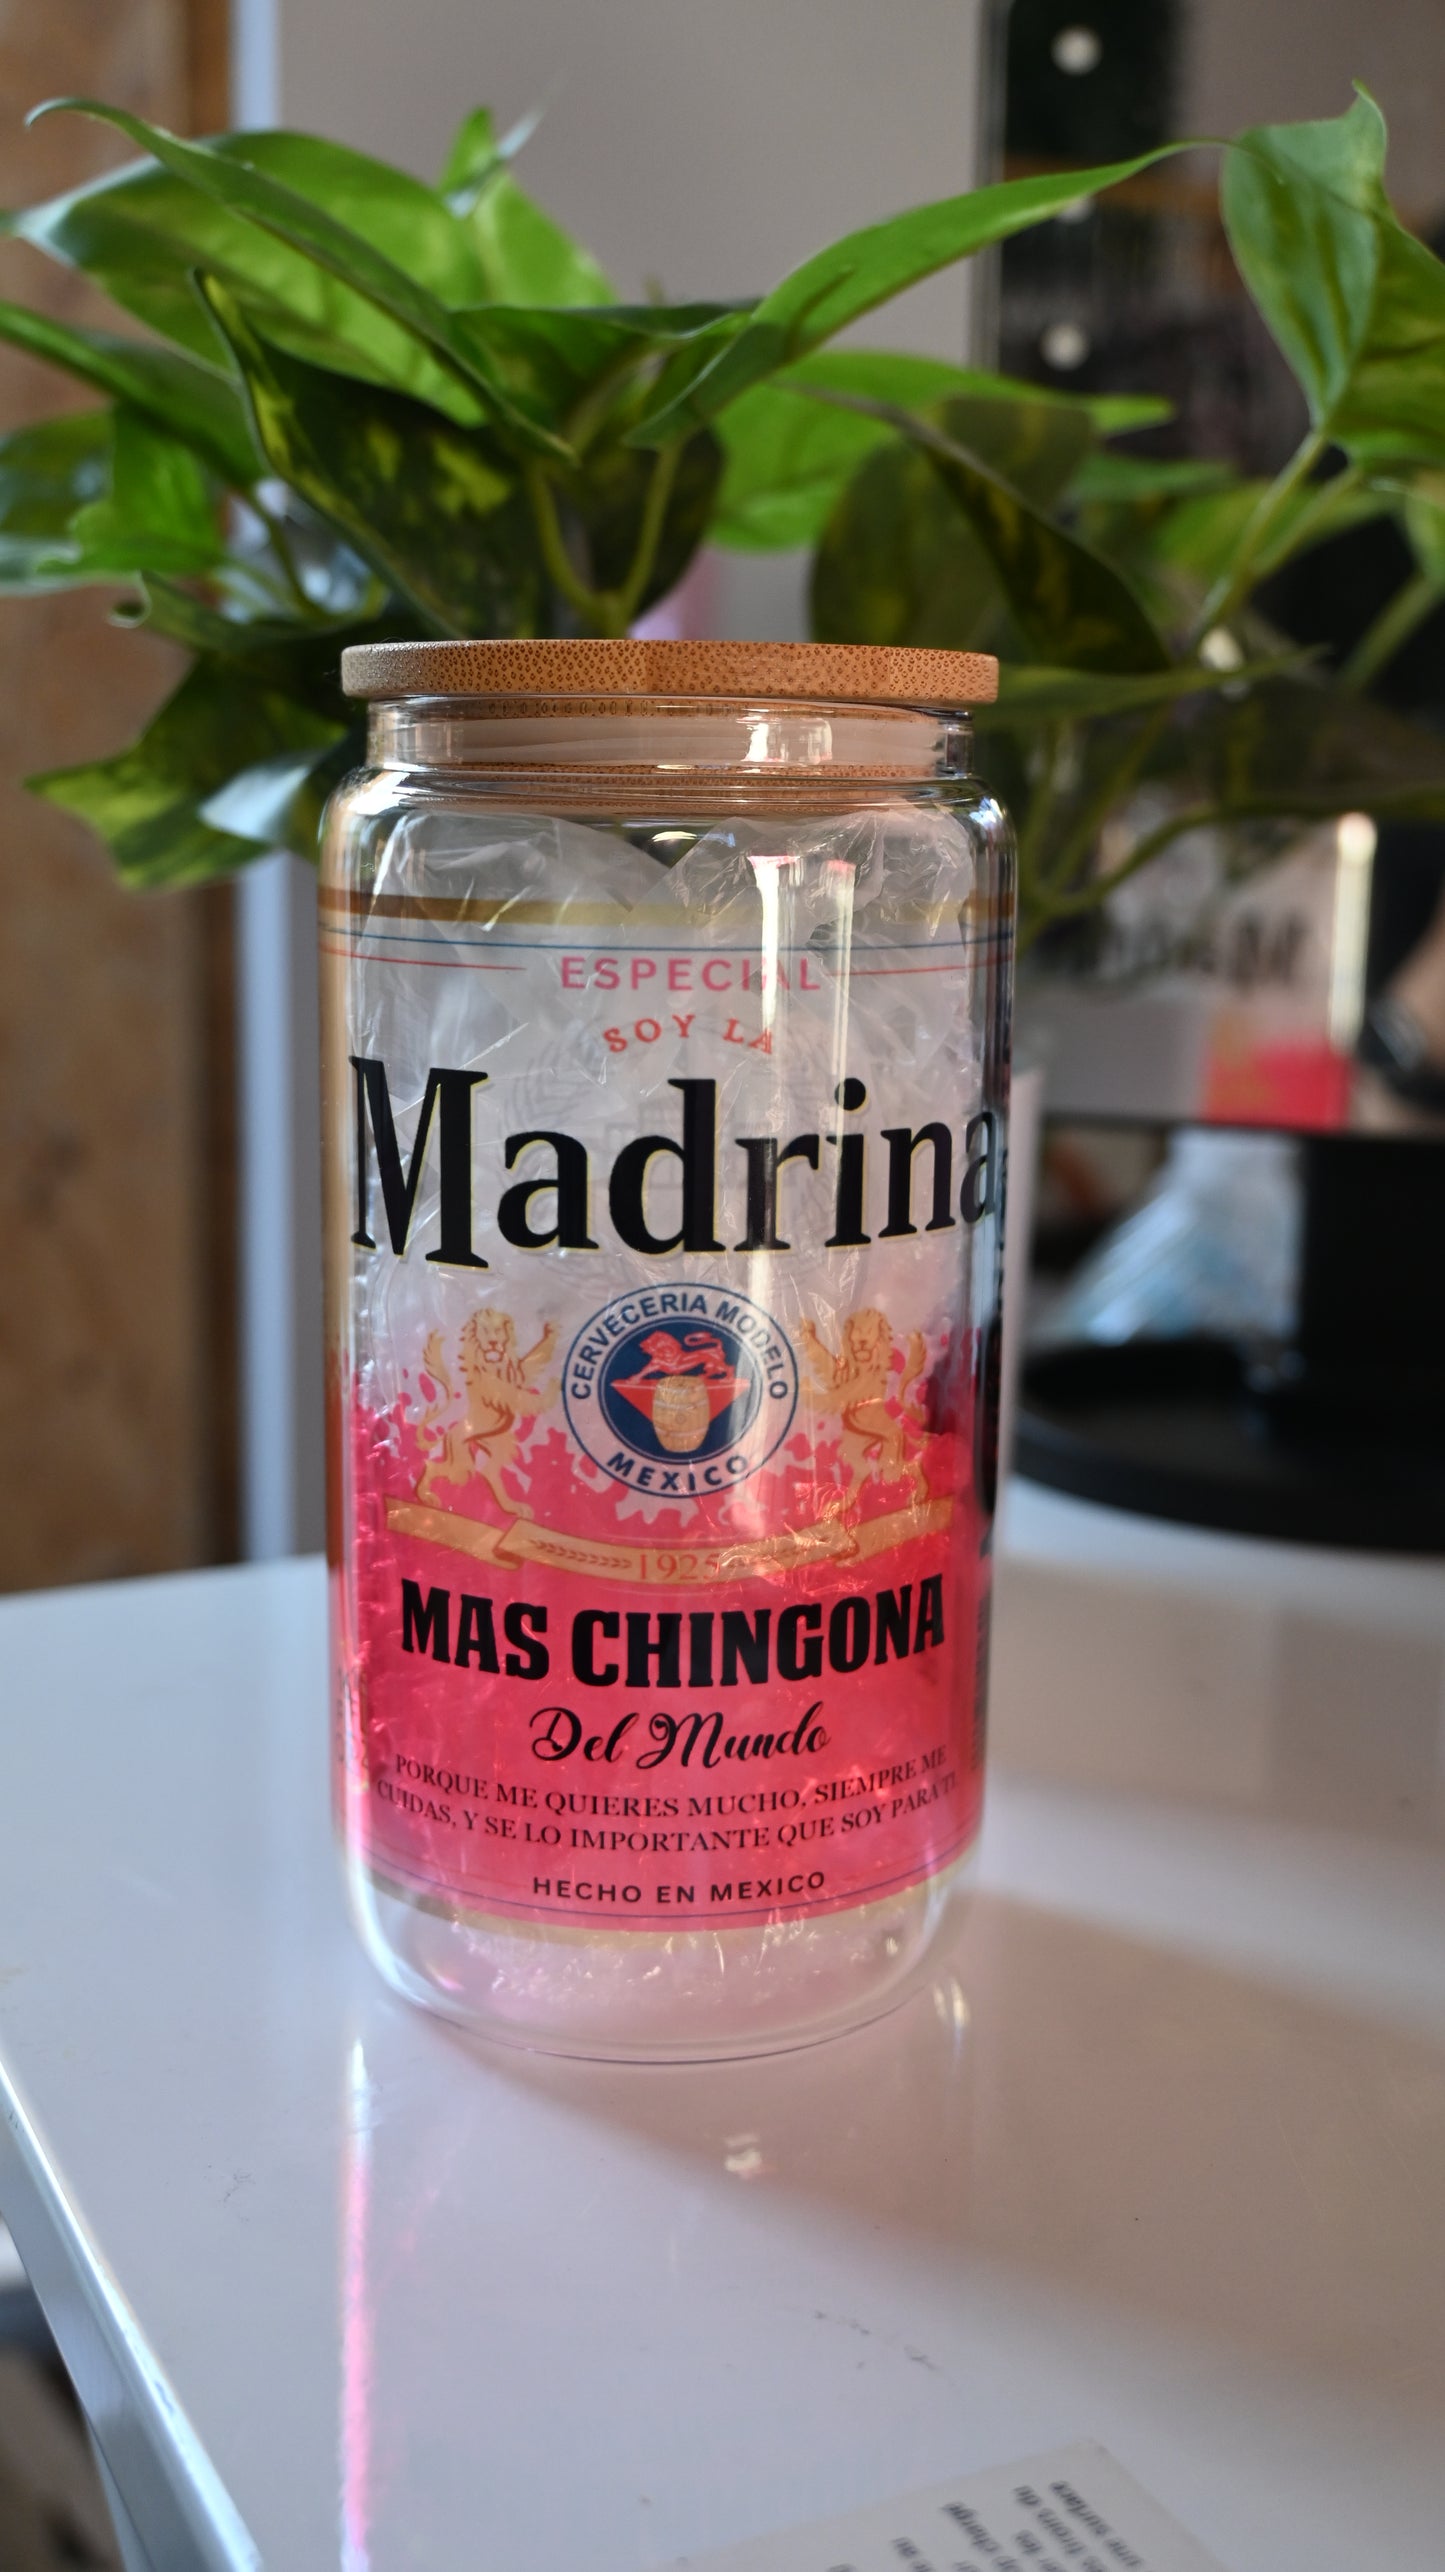 ESPECIAL
SOY LA
Madrina
CERVECERIA MODELO
MEXICO
1925
MAS CHINGONA
Del Mundo
PORQUE ME QUIERES MUCHO, SIEMPRE ME
CUIDAS, Y SE LO IMPORTANTE QUE SOY PARA TI.
HECHO EN MEXICO